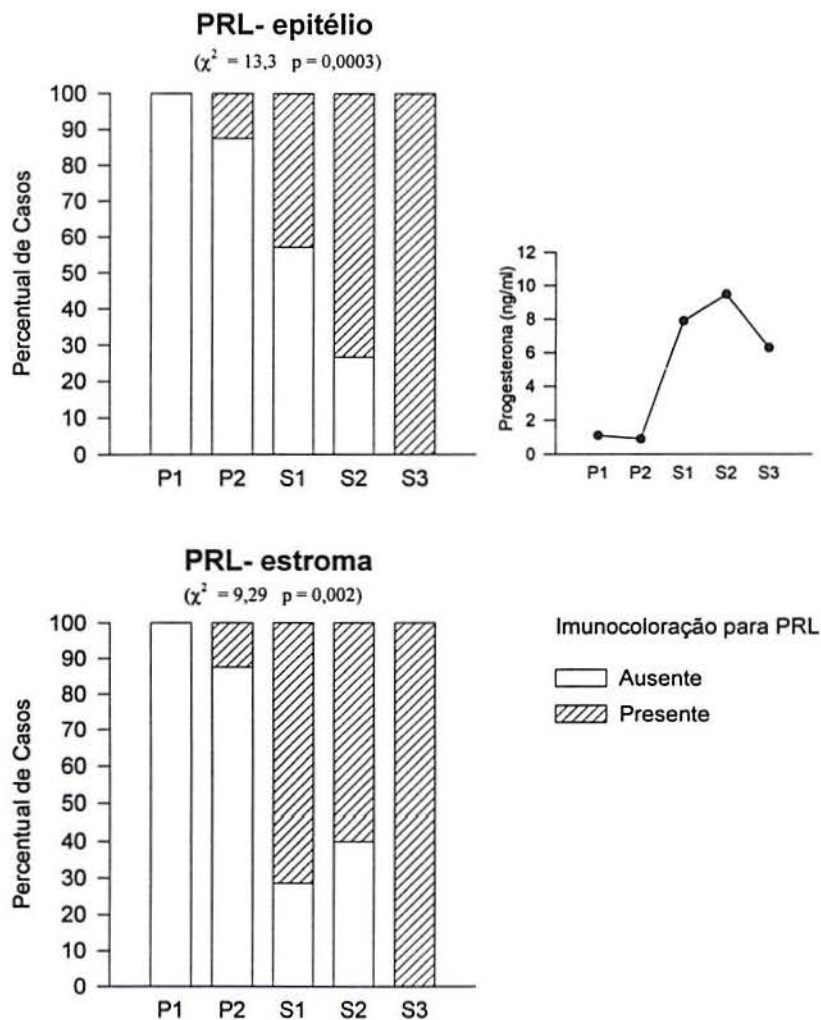 PRL- epitélio
(χ² = 13,3 p = 0,0003)
Percentual de Casos
100
90
80
70
60
50
40
30
20
10
0
P1 P2 S1 S2 S3
Progesterona (ng/ml)
12
10
8
6
4
2
0
P1 P2 S1 S2 S3
PRL- estroma
(χ² = 9,29 p = 0,002)
Percentual de Casos
100
90
80
70
60
50
40
30
20
10
0
P1 P2 S1 S2 S3
Imunocoloração para PRL
Ausente
Presente